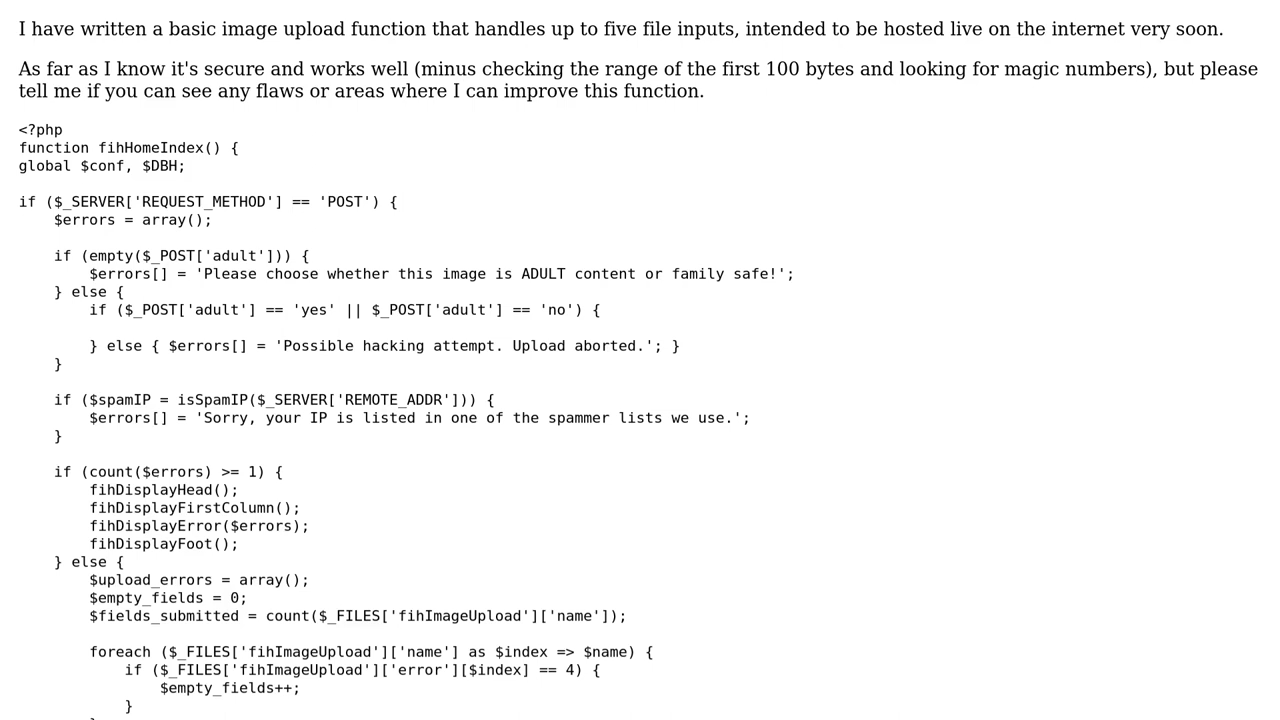 I have written a basic image upload function that handles up to five file inputs, intended to be hosted live on the internet very soon.
As far as I know it's secure and works well (minus checking the range of the first 100 bytes and looking for magic numbers), but please
tell me if you can see any flaws or areas where I can improve this function.
<?php
function fihHomeIndex() {
global $conf, $DBH;
if ($_SERVER['REQUEST_METHOD'] == 'POST') {
    $errors = array();
    if (empty($_POST['adult'])) {
        $errors[] = 'Please choose whether this image is ADULT content or family safe!';
    } else {
        if ($_POST['adult'] == 'yes' || $_POST['adult'] == 'no') {
        } else { $errors[] = 'Possible hacking attempt. Upload aborted.'; }
    }
    if ($spamIP = isSpamIP($_SERVER['REMOTE_ADDR'])) {
        $errors[] = 'Sorry, your IP is listed in one of the spammer lists we use.';
    }
    if (count($errors) >= 1) {
        fihDisplayHead();
        fihDisplayFirstColumn();
        fihDisplayError($errors);
        fihDisplayFoot();
    } else {
        $upload_errors = array();
        $empty_fields = 0;
        $fields_submitted = count($_FILES['fihImageUpload']['name']);
        foreach ($_FILES['fihImageUpload']['name'] as $index => $name) {
            if ($_FILES['fihImageUpload']['error'][$index] == 4) {
                $empty_fields++;
            }